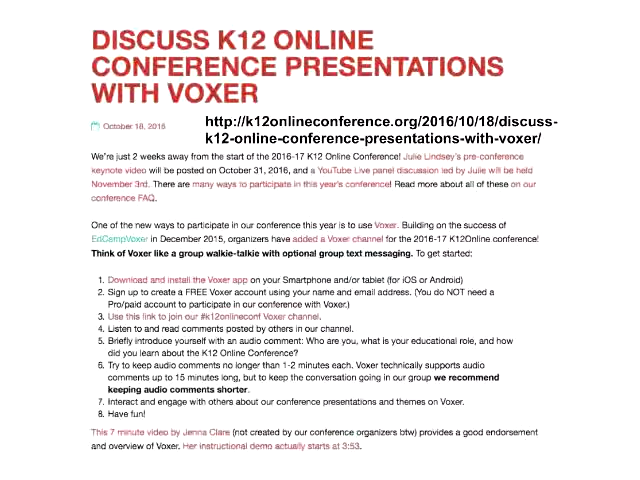 DISCUSS K12 ONLINE
CONFERENCE PRESENTATIONS
WITH VOXER
October 18, 2016
http://k12onlineconference.org/2016/10/18/discuss-
k12-online-conference-presentations-with-voxer/
We're just 2 weeks away from the start of the 2016-17 K12 Online Conference! Julie Lindsey's pre-conference
keynote video will be posted on October 31, 2016, and a YouTube Live panel discussion led by Julie will be held
November 3rd. There are many ways to participate in this year's conference! Read more about all of these on our
conference FAQ.
One of the new ways to participate in our conference this year is to use Voxer. Building on the success of
EdCampVoxer in December 2015, organizers have added a Voxer channel for the 2016-17 K12Online conference!
Think of Voxer like a group walkie-talkie with optional group text messaging. To get started:
1. Download and install the Voxer app on your Smartphone and/or tablet (for iOS or Android)
2. Sign up to create a FREE Voxer account using your name and email address. (You do NOT need a
Pro/paid account to participate in our conference with Voxer.)
3. Use this link to join our #k12onlineconf Voxer channel.
4. Listen to and read comments posted by others in our channel.
5. Briefly introduce yourself with an audio comment: Who are you, what is your educational role, and how
did you learn about the K12 Online Conference?
6. Try to keep audio comments no longer than 1-2 minutes each. Voxer technically supports audio
comments up to 15 minutes long, but to keep the conversation going in our group we recommend
keeping audio comments shorter.
7. Interact and engage with others about our conference presentations and themes on Voxer.
8. Have fun!
This 7 minute video by Jenna Clare (not created by our conference organizers btw) provides a good endorsement
and overview of Voxer. Her instructional demo actually starts at 3:53.